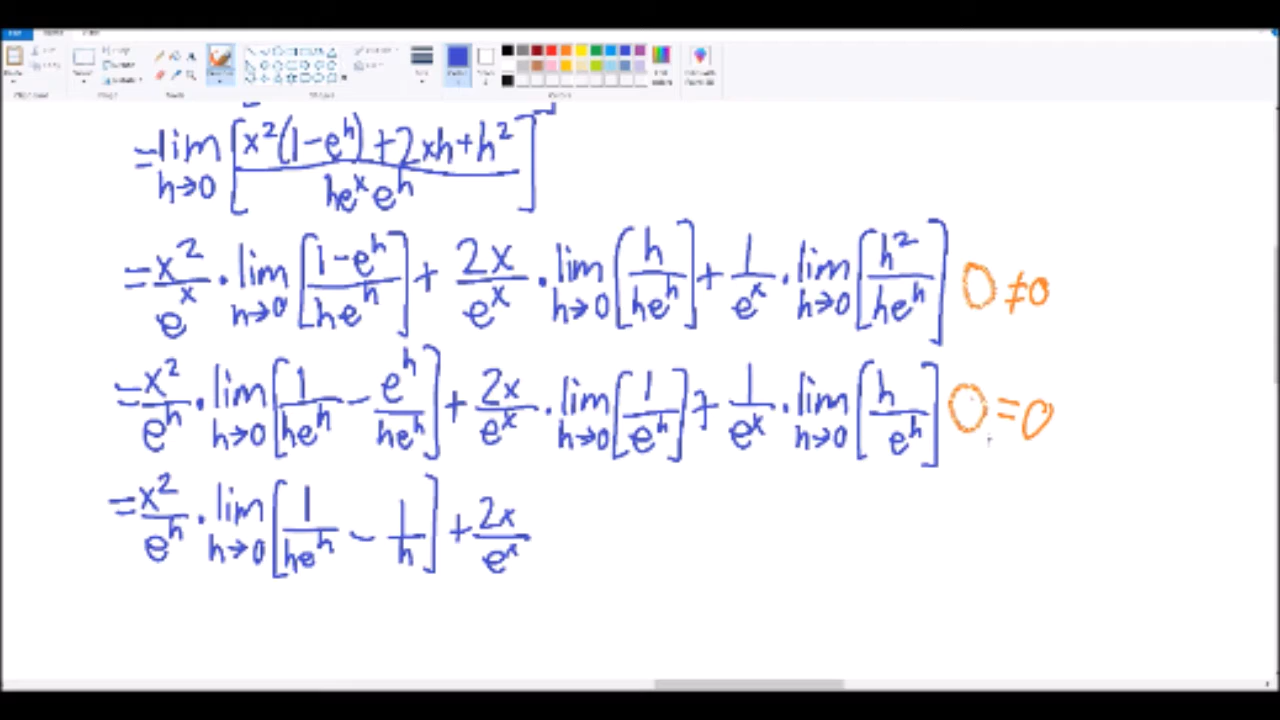 =lim h→0 [x²(1-eʰ)+2xh+h² / heˣeʰ]
=x²/eˣ · lim h→0 [1-eʰ / heʰ] + 2x/eˣ · lim h→0 [h / heʰ] + 1/eˣ · lim h→0 [h² / heʰ] 0 ≠0
=x²/eʰ · lim h→0 [1/heʰ - eʰ/heʰ] + 2x/eˣ · lim h→0 [1/eʰ] + 1/eˣ · lim h→0 [h / eʰ] 0 =0
=x²/eʰ · lim h→0 [1/heʰ - 1/h] + 2x/eˣ